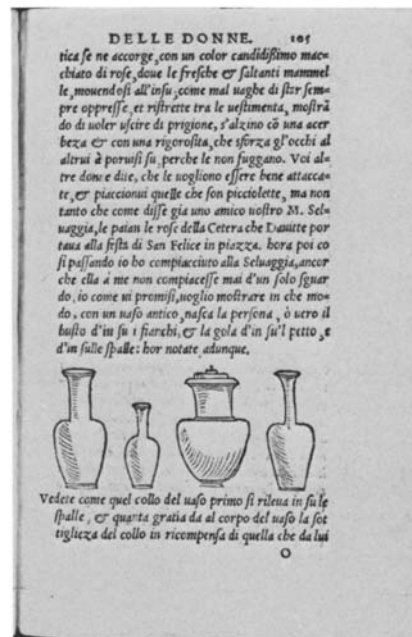 DELLE DONNE. 105
tica se ne accorge, con un color candidißimo mac
chiato di rose, doue le fresche & saltanti mammel
le, mouendosi all'insu, come mal uaghe di star sem
pre oppresse, et ristrette tra le uestimenta, mostrã
do di uoler uscire di prigione, s'alzino cõ una acer
beza & con una rigorosita, che sforza gl'occhi al
altrui à poruisi su, perche le non fuggano. Voi al
tre donne dite, che le uogliono essere bene attacca
te, & piaccionui quelle che son picciolette, ma non
tanto che come disse gia uno amico uostro M. Sel
uaggia, le paian le rose della Cetera che Dauitte por
taua alla festa di San Felice in piazza. hora poi co
si passando io ho compiacciuto alla Seluaggia, ancor
che ella à me non compiacesse mai d'un solo sguar
do, io come ui promisi, uoglio mostrare in che mo
do, con un uaso antico, nasca la persona, ò uero il
busto d'in su i fianchi, & la gola d'in su'l petto, e
d'in sulle spalle: hor notate adunque.
Vedete come quel collo del uaso primo si rileua in su le
spalle, & quanta gratia da al corpo del uaso la sot
tigliezza del collo in ricompensa di quella che da lui
O